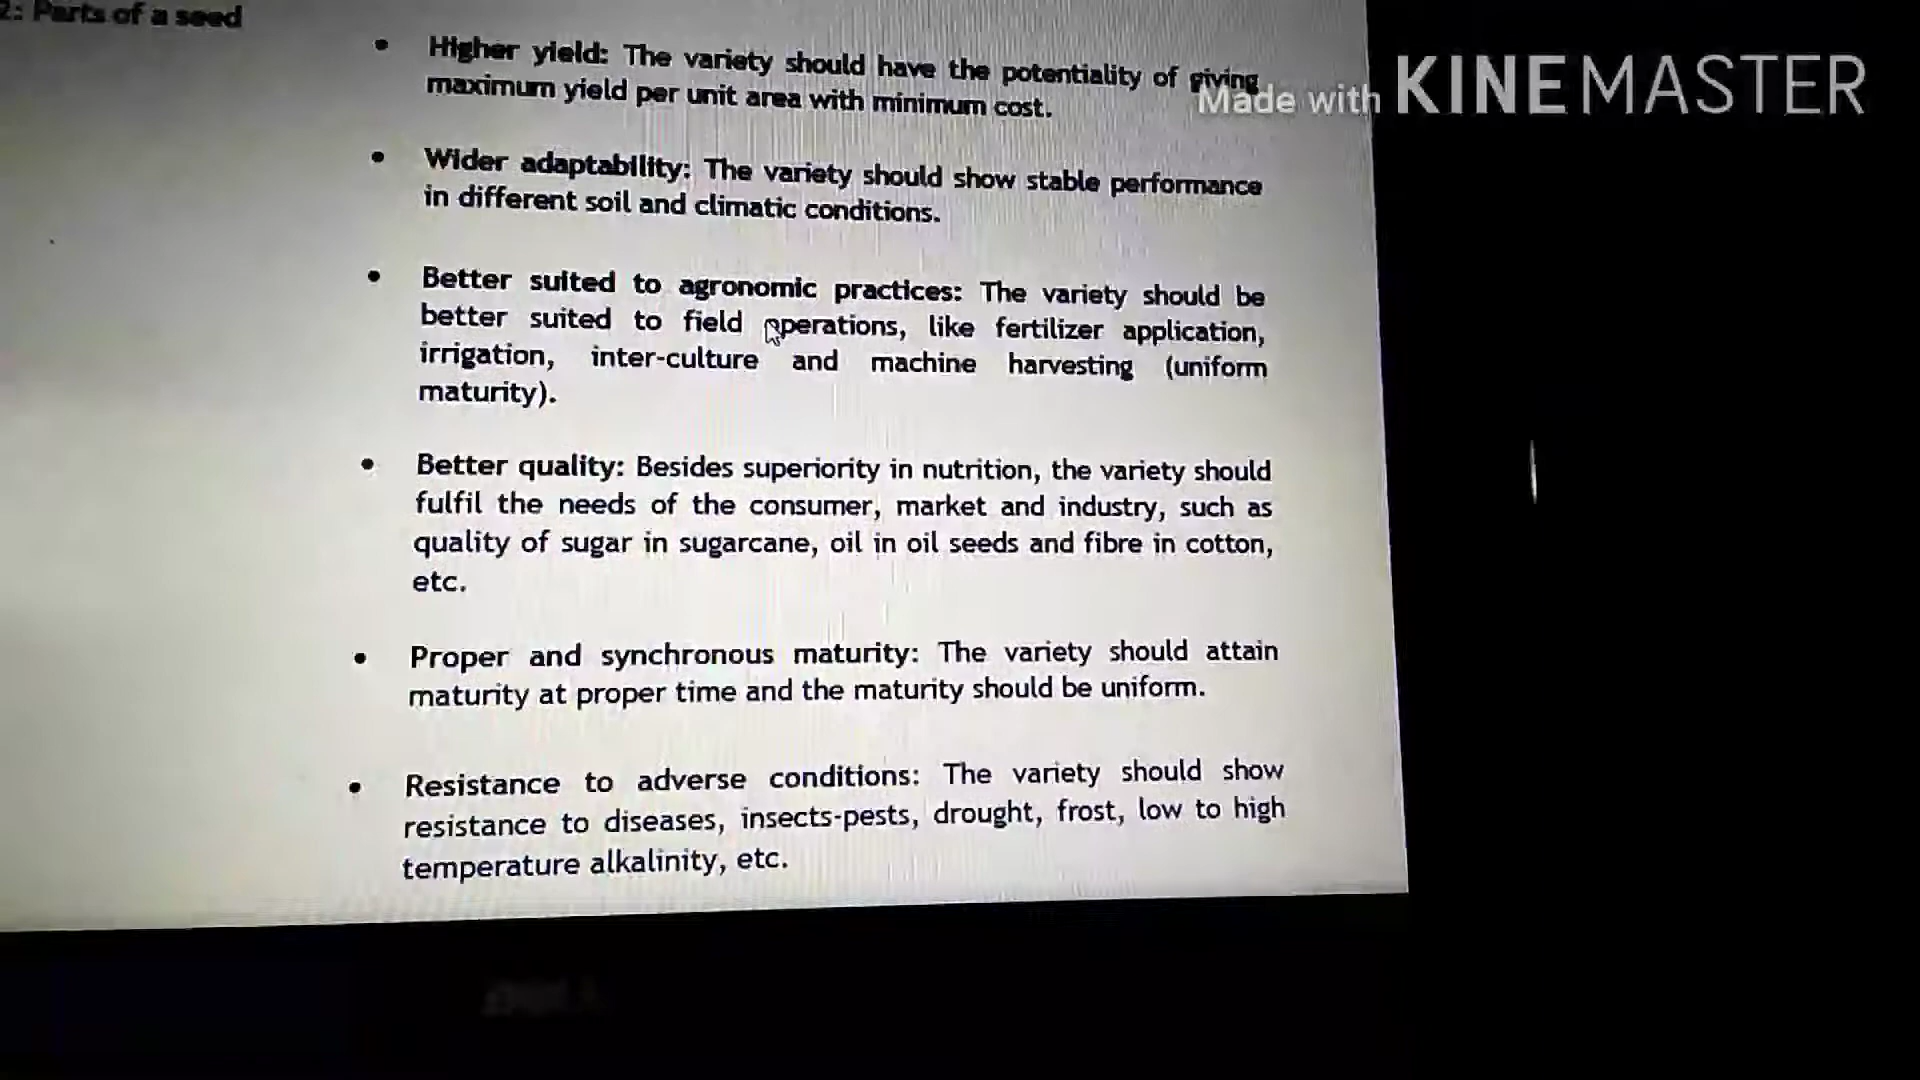 2: Parts of a seed
• Higher yield: The variety should have the potentiality of giving
maximum yield per unit area with minimum cost.
Made with KINEMASTER
• Wider adaptability: The variety should show stable performance
in different soil and climatic conditions.
• Better suited to agronomic practices: The variety should be
better suited to field operations, like fertilizer application,
irrigation, inter-culture and machine harvesting (uniform
maturity).
• Better quality: Besides superiority in nutrition, the variety should
fulfil the needs of the consumer, market and industry, such as
quality of sugar in sugarcane, oil in oil seeds and fibre in cotton,
etc.
• Proper and synchronous maturity: The variety should attain
maturity at proper time and the maturity should be uniform.
• Resistance to adverse conditions: The variety should show
resistance to diseases, insects-pests, drought, frost, low to high
temperature alkalinity, etc.